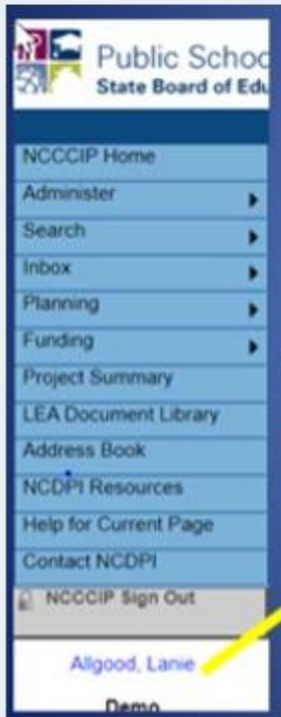 Public Schoo
State Board of Edu
NCCCIP Home
Administer
Search
Inbox
Planning
Funding
Project Summary
LEA Document Library
Address Book
NCDPI Resources
Help for Current Page
Contact NCDPI
NCCCIP Sign Out
Allgood, Lanie
Demo